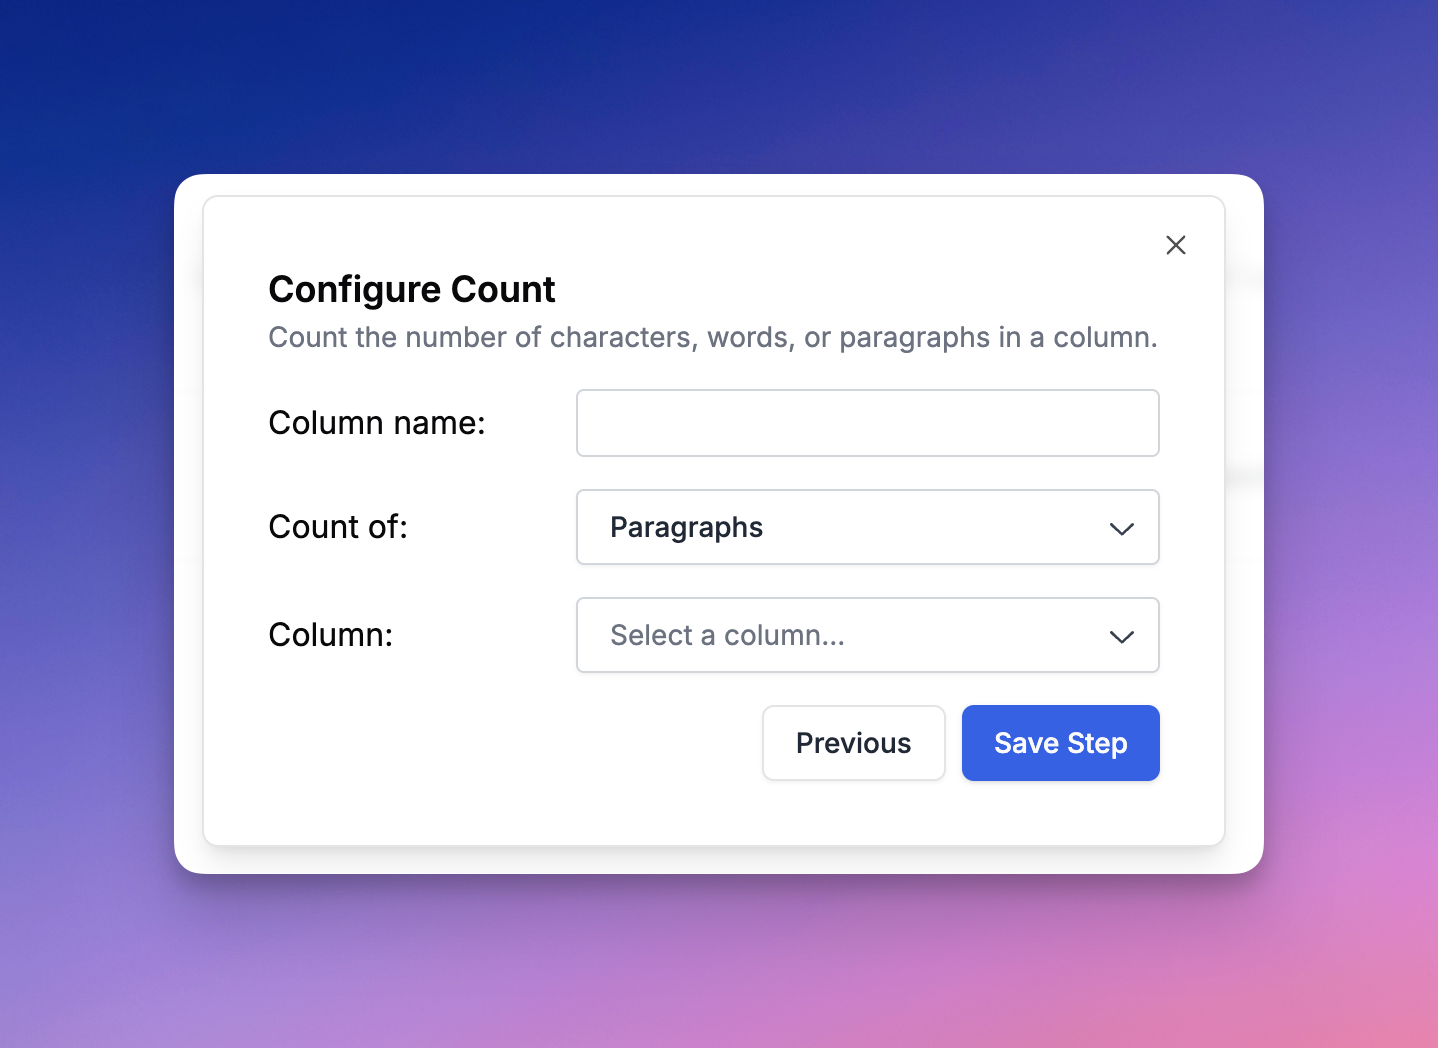 Configure Count
Count the number of characters, words, or paragraphs in a column.
Column name:
Count of:
Paragraphs
Column:
Select a column...
Previous
Save Step